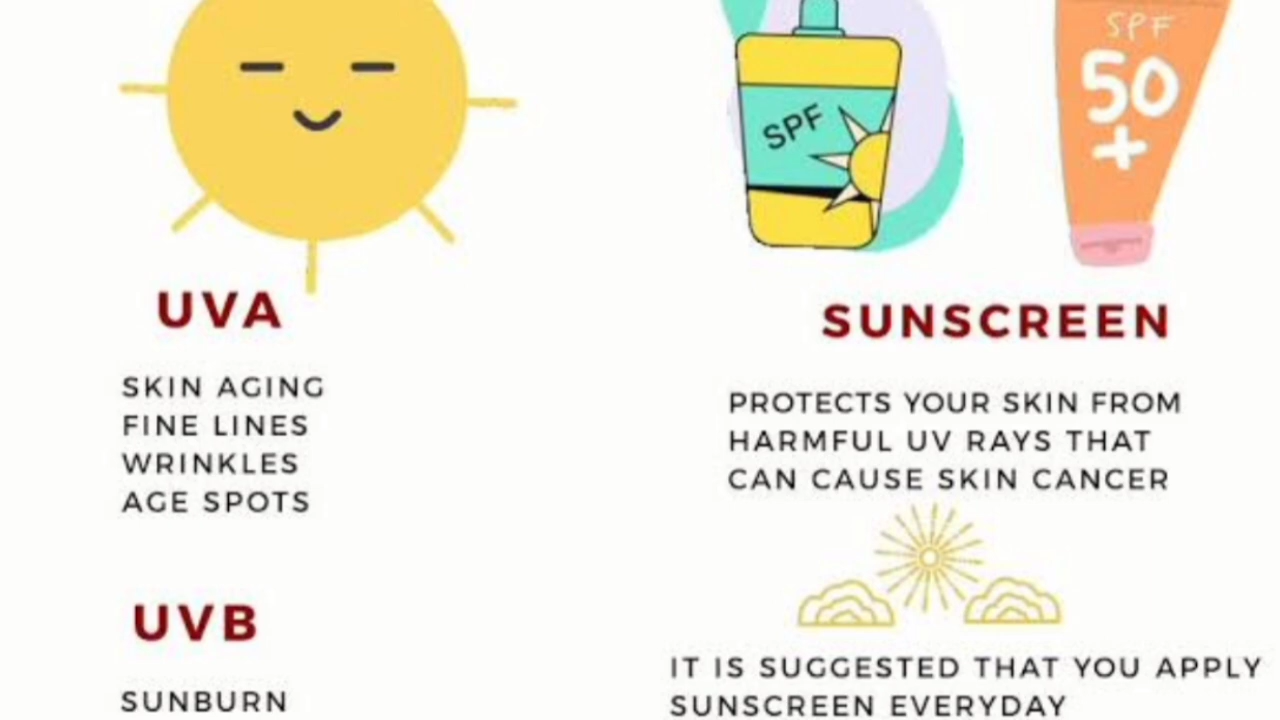 SPF
SPF
50
+
UVA
SKIN AGING
FINE LINES
WRINKLES
AGE SPOTS
UVB
SUNBURN
SUNSCREEN
PROTECTS YOUR SKIN FROM
HARMFUL UV RAYS THAT
CAN CAUSE SKIN CANCER
IT IS SUGGESTED THAT YOU APPLY
SUNSCREEN EVERYDAY